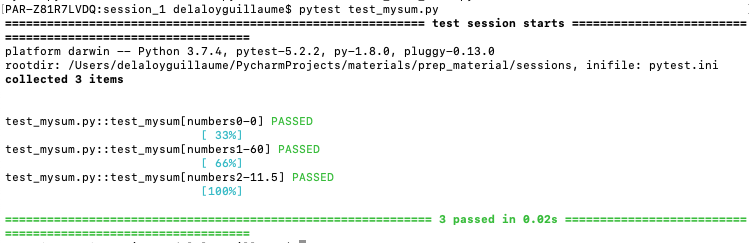 [PAR-Z81R7LVDQ:session_1 delaloyguillaume$ pytest test_mysum.py ]
============================================================= test session starts =========================
===================================
platform darwin -- Python 3.7.4, pytest-5.2.2, py-1.8.0, pluggy-0.13.0
rootdir: /Users/delaloyguillaume/PycharmProjects/materials/prep_material/sessions, inifile: pytest.ini
collected 3 items
test_mysum.py::test_mysum[numbers0-0] PASSED
[ 33%]
test_mysum.py::test_mysum[numbers1-60] PASSED
[ 66%]
test_mysum.py::test_mysum[numbers2-11.5] PASSED
[100%]
============================================================== 3 passed in 0.02s ==========================
===================================